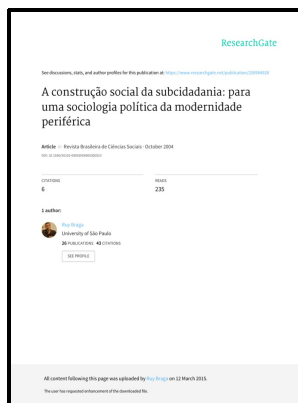 ResearchGate
See discussions, stats, and author profiles for this publication at:
A construção social da subcidadania: para
uma sociologia política da modernidade
periférica
Article in Revista Brasileira de Ciências Sociais · October 2004
CITATIONS
6
READS
235
1 author:
Ruy Braga
University of São Paulo
26 PUBLICATIONS 43 CITATIONS
SEE PROFILE
All content following this page was uploaded by Ruy Braga on 12 March 2015.
The user has requested enhancement of the downloaded file.